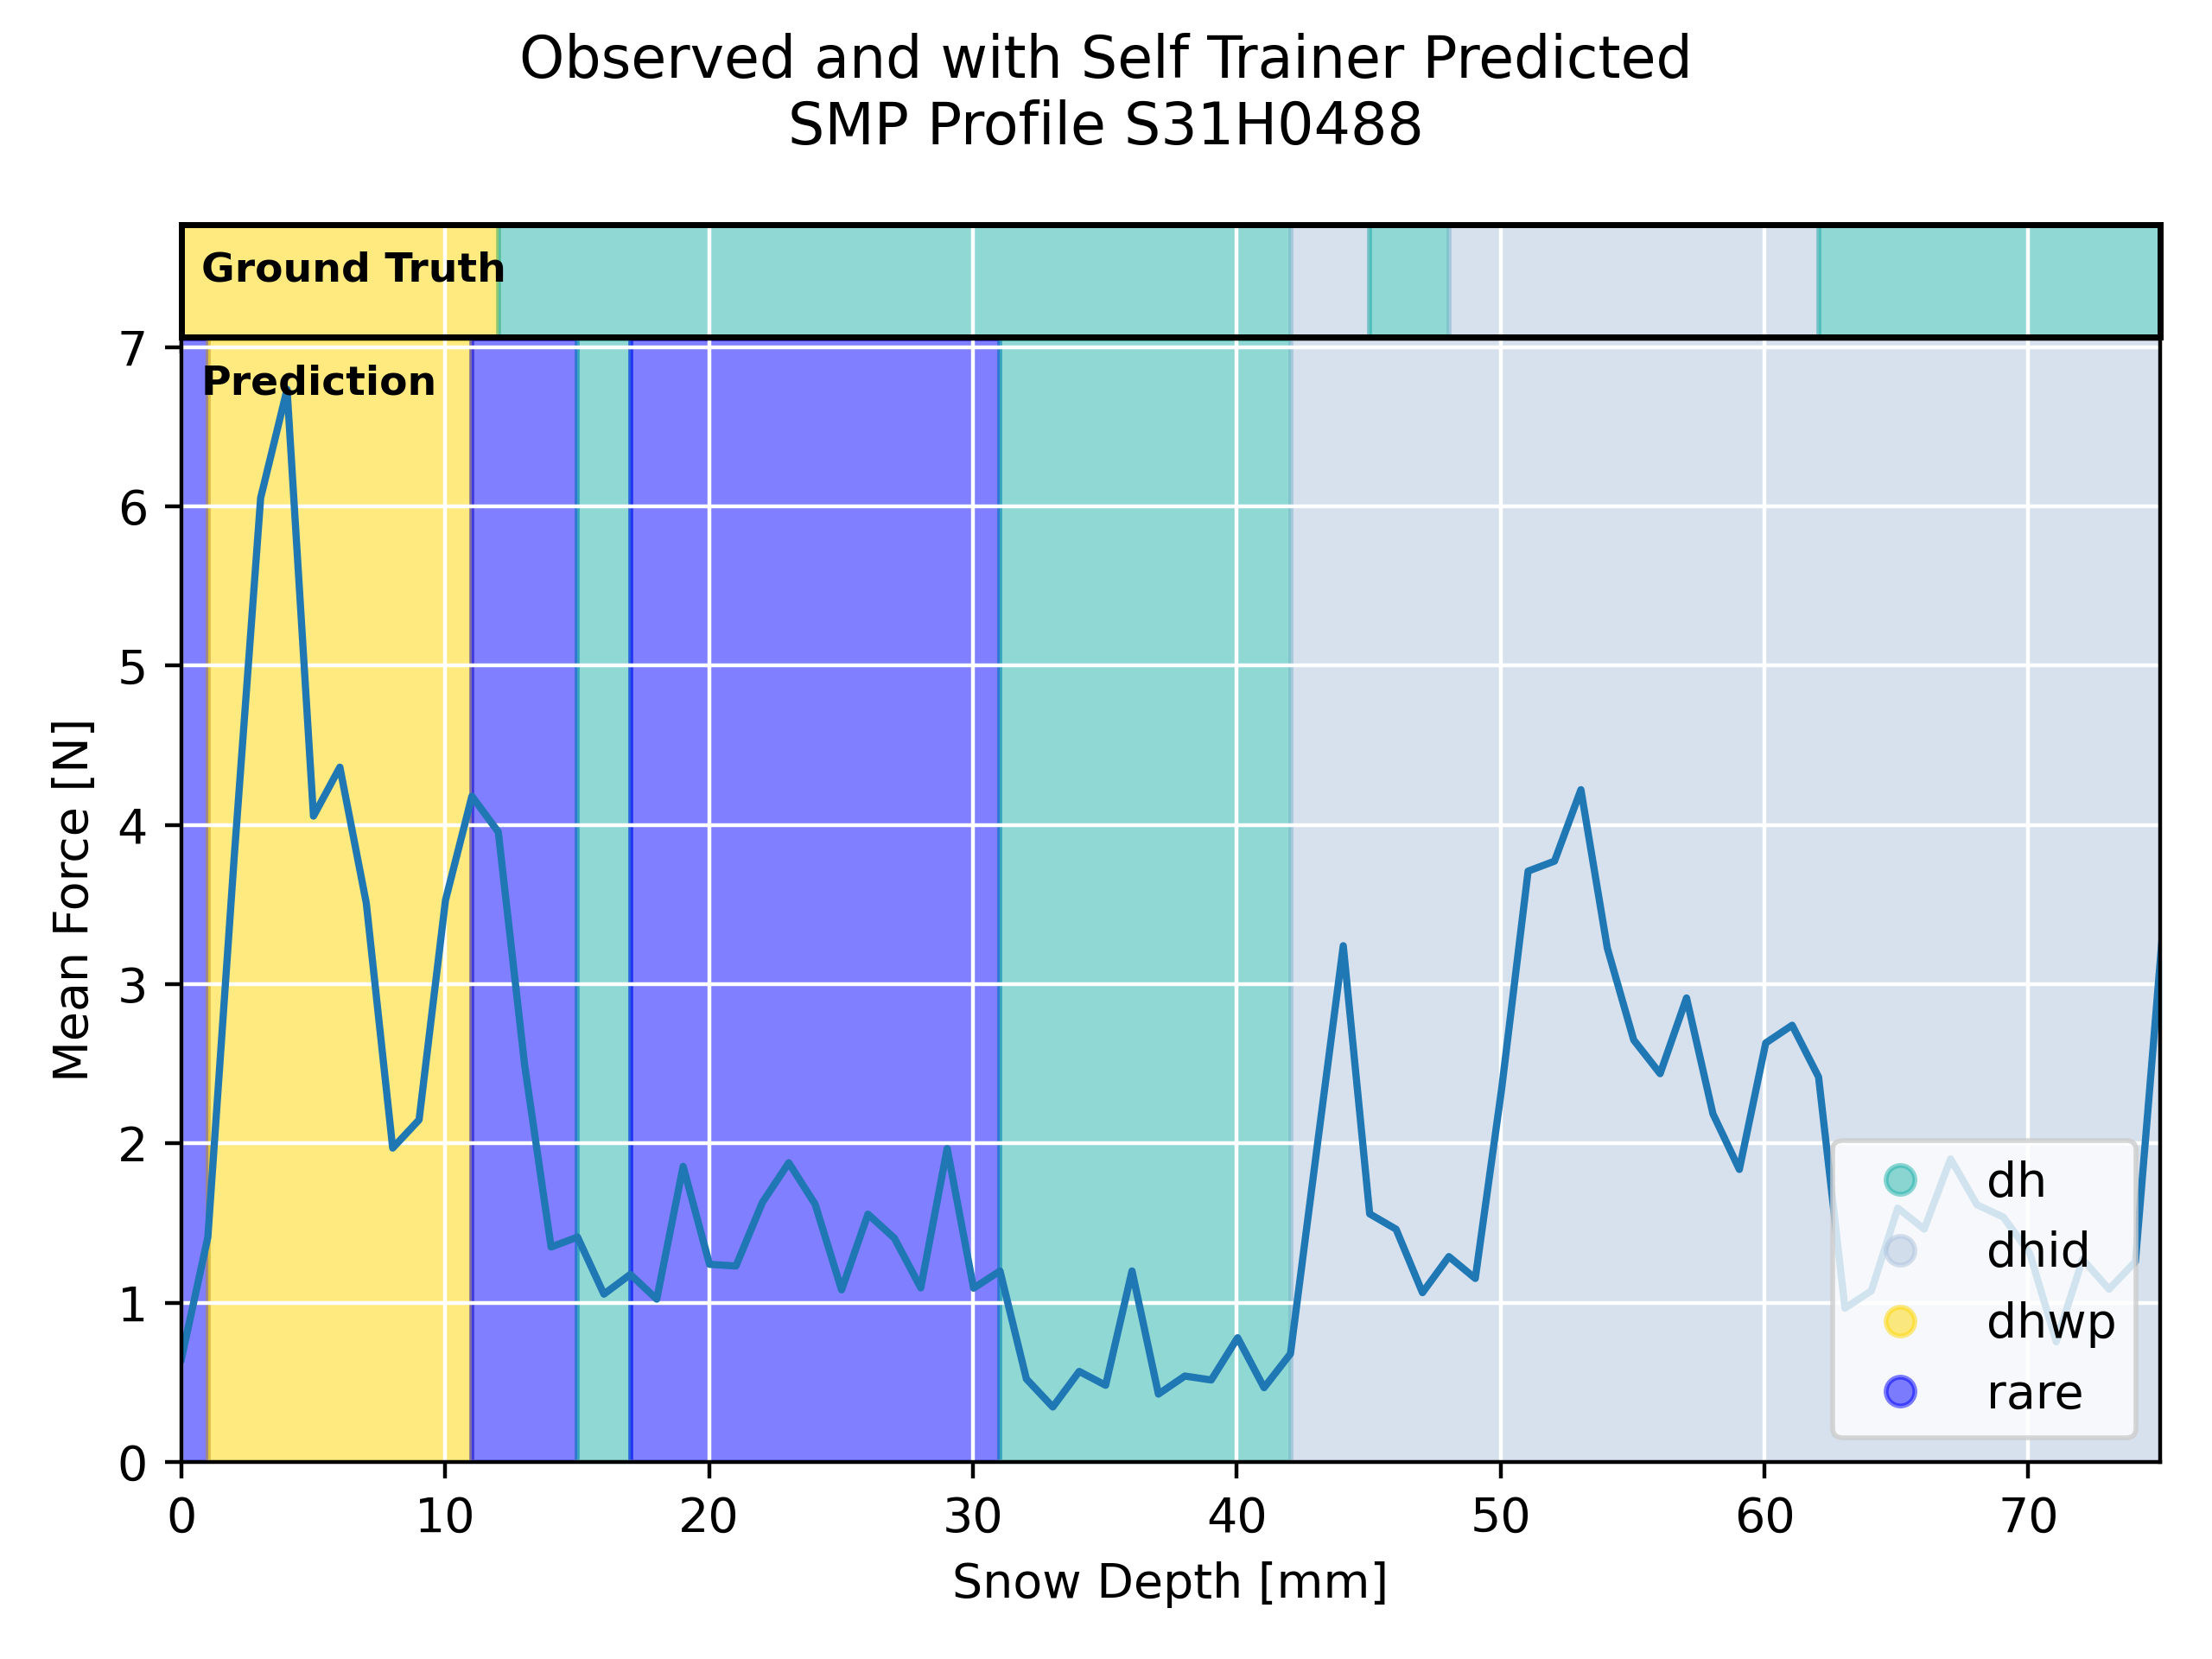 Observed and with Self Trainer Predicted
SMP Profile S31H0488
Ground Truth
Prediction
7
6
5
4
3
2
1
0
Mean Force [N]
0 10 20 30 40 50 60 70
Snow Depth [mm]
dh
dhid
dhwp
rare